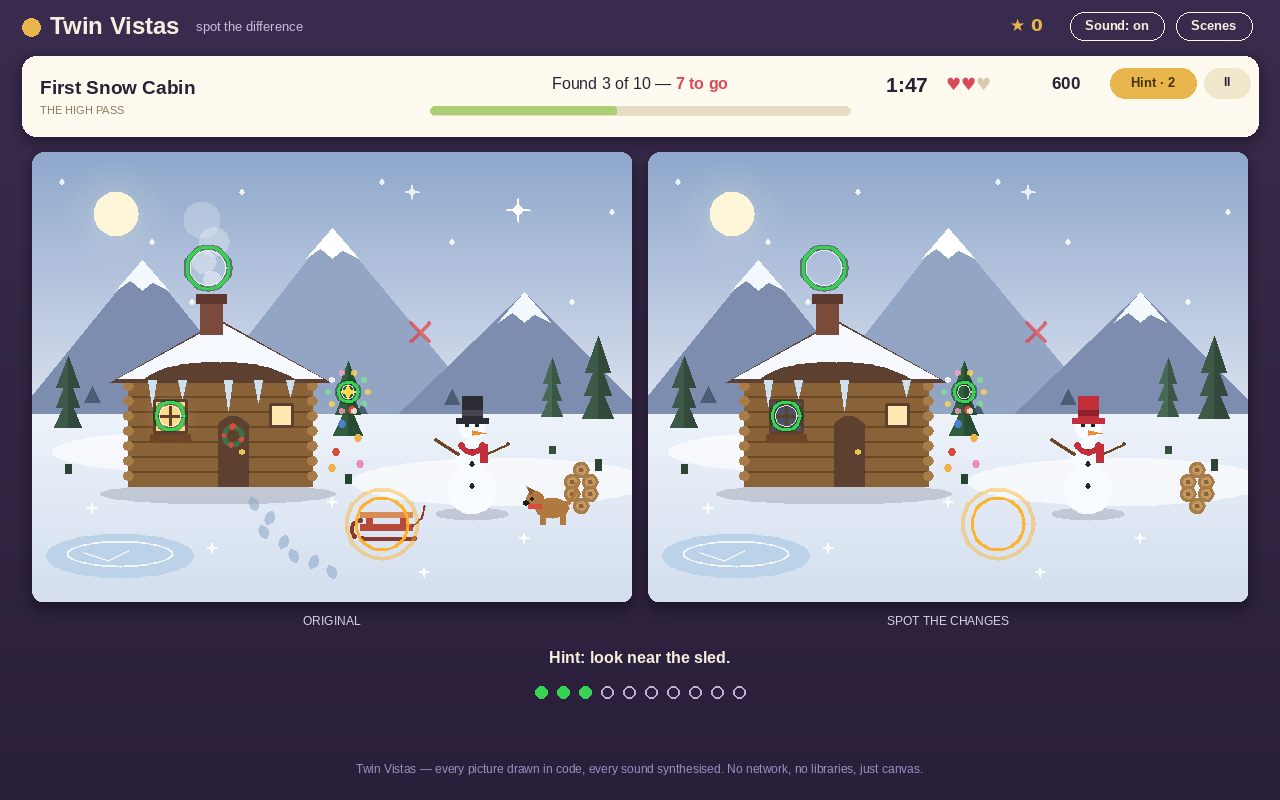 Twin Vistas spot the difference ★ 0 Sound: on Scenes
First Snow Cabin
THE HIGH PASS
Found 3 of 10 — 7 to go
1:47 ♥♥♥ 600 Hint · 2 II
ORIGINAL
SPOT THE CHANGES
Hint: look near the sled.
Twin Vistas — every picture drawn in code, every sound synthesised. No network, no libraries, just canvas.